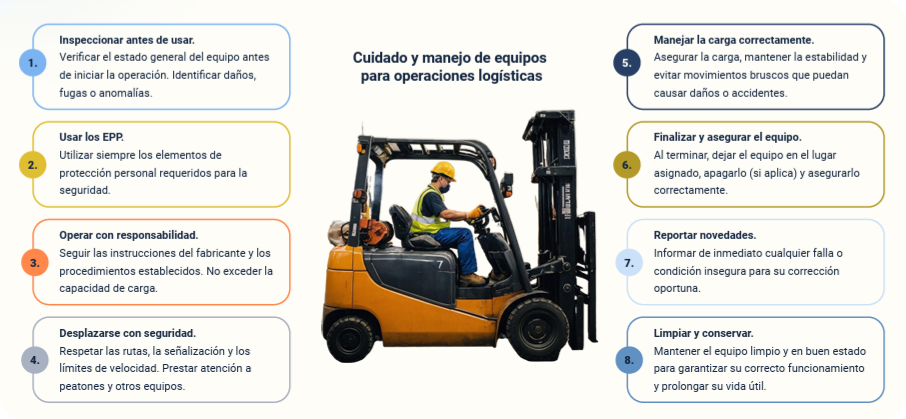 Cuidado y manejo de equipos
para operaciones logísticas
1.
Inspeccionar antes de usar.
Verificar el estado general del equipo antes
de iniciar la operación. Identificar daños,
fugas o anomalías.
2.
Usar los EPP.
Utilizar siempre los elementos de
protección personal requeridos para la
seguridad.
3.
Operar con responsabilidad.
Seguir las instrucciones del fabricante y los
procedimientos establecidos. No exceder la
capacidad de carga.
4.
Desplazarse con seguridad.
Respetar las rutas, la señalización y los
límites de velocidad. Prestar atención a
peatones y otros equipos.
7
5.
Manejar la carga correctamente.
Asegurar la carga, mantener la estabilidad y
evitar movimientos bruscos que puedan
causar daños o accidentes.
6.
Finalizar y asegurar el equipo.
Al terminar, dejar el equipo en el lugar
asignado, apagarlo (si aplica) y asegurarlo
correctamente.
7.
Reportar novedades.
Informar de inmediato cualquier falla o
condición insegura para su corrección
oportuna.
8.
Limpiar y conservar.
Mantener el equipo limpio y en buen estado
para garantizar su correcto funcionamiento
y prolongar su vida útil.